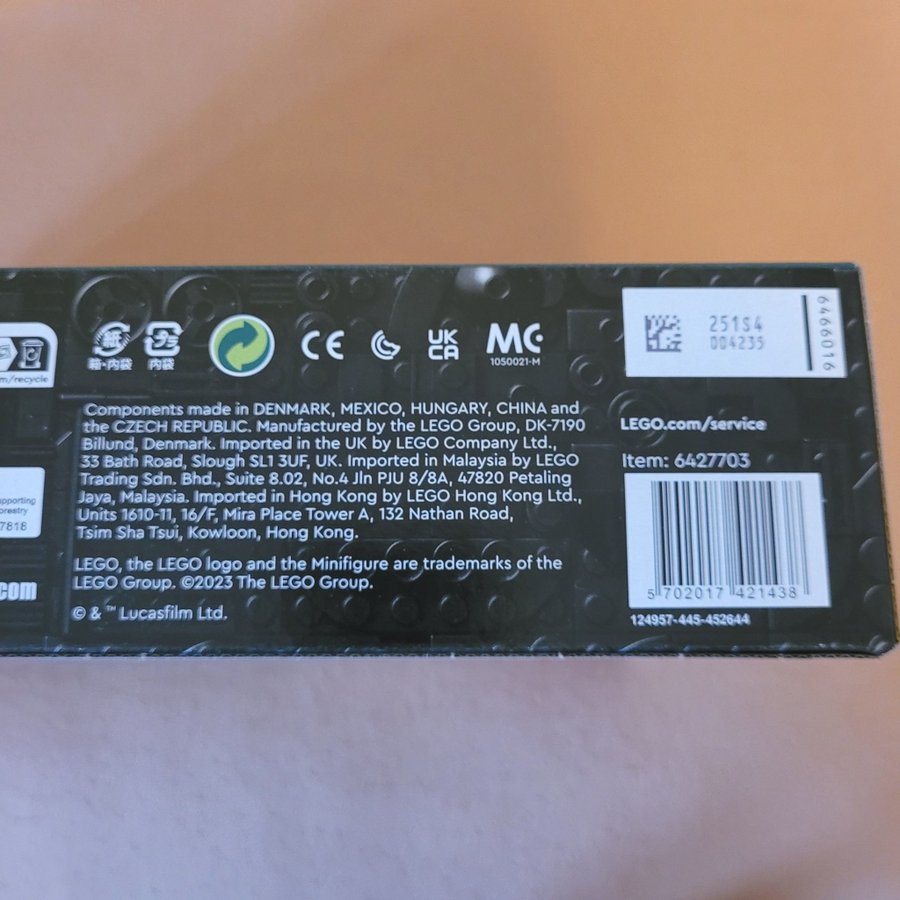 m/recycle
紙
箱・内袋
プラ
内袋
CE
UK
CA
MC
1050021-M
251S4
004235
6466016
Components made in DENMARK, MEXICO, HUNGARY, CHINA and
the CZECH REPUBLIC. Manufactured by the LEGO Group, DK-7190
Billund, Denmark. Imported in the UK by LEGO Company Ltd.,
33 Bath Road, Slough SL1 3UF, UK. Imported in Malaysia by LEGO
Trading Sdn. Bhd., Suite 8.02, No.4 Jln PJU 8/8A, 47820 Petaling
Jaya, Malaysia. Imported in Hong Kong by LEGO Hong Kong Ltd.,
Units 1610-11, 16/F, Mira Place Tower A, 132 Nathan Road,
Tsim Sha Tsui, Kowloon, Hong Kong.
LEGO, the LEGO logo and the Minifigure are trademarks of the
LEGO Group. ©2023 The LEGO Group.
© & ™ Lucasfilm Ltd.
upporting
orestry
7818
.com
LEGO.com/service
Item: 6427703
5 702017 421438
124957-445-452644